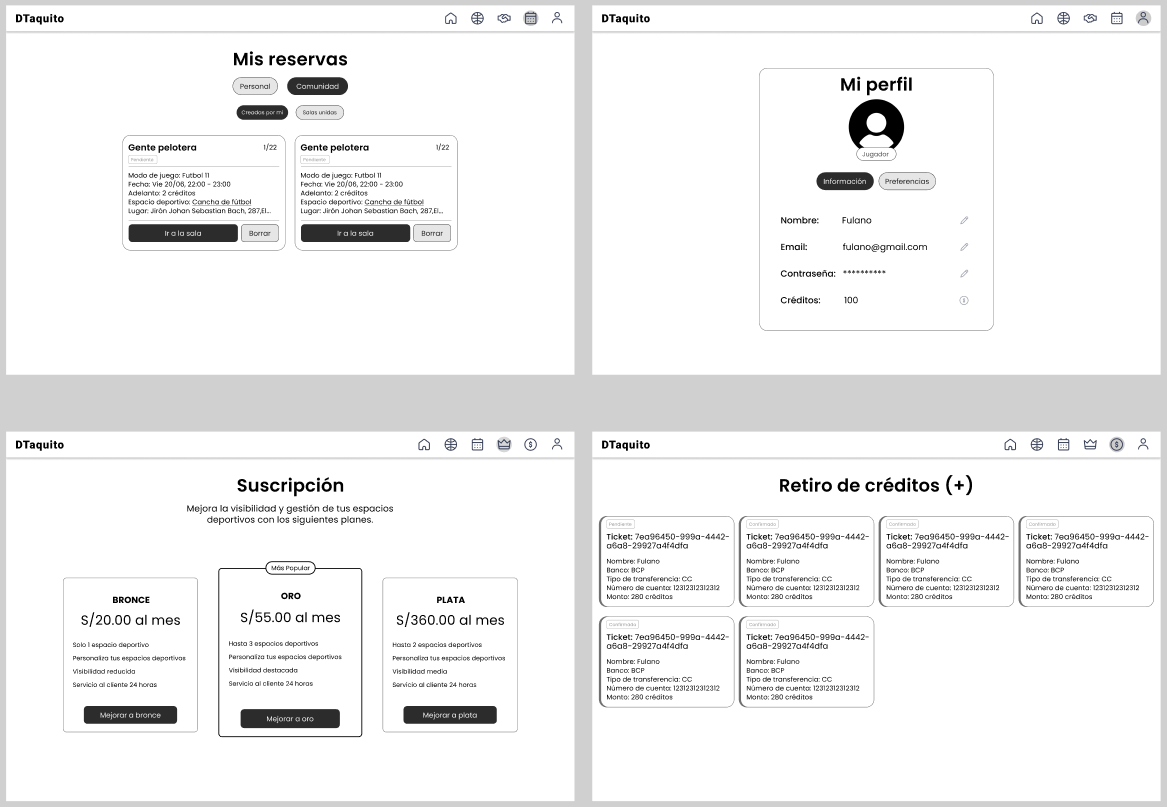 DTaquito
Mis reservas
Personal
Comunidad
Creados por mi
Salas unidas
Gente pelotera
1/22
Pendiente
Modo de juego: Futbol 11
Fecha: Vie 20/06, 22:00 - 23:00
Adelanto: 2 créditos
Espacio deportivo: Cancha de fútbol
Lugar: Jirón Johan Sebastian Bach, 287,El...
Ir a la sala
Borrar
Gente pelotera
1/22
Pendiente
Modo de juego: Futbol 11
Fecha: Vie 20/06, 22:00 - 23:00
Adelanto: 2 créditos
Espacio deportivo: Cancha de fútbol
Lugar: Jirón Johan Sebastian Bach, 287,El...
Ir a la sala
Borrar
DTaquito
Mi perfil
Jugador
Información
Preferencias
Nombre:
Fulano
Email:
fulano@gmail.com
Contraseña:
**********
Créditos:
100
DTaquito
Suscripción
Mejora la visibilidad y gestión de tus espacios
deportivos con los siguientes planes.
BRONCE
S/20.00 al mes
Solo 1 espacio deportivo
Personaliza tus espacios deportivos
Visibilidad reducida
Servicio al cliente 24 horas
Mejorar a bronce
Más Popular
ORO
S/55.00 al mes
Hasta 3 espacios deportivos
Personaliza tus espacios deportivos
Visibilidad destacada
Servicio al cliente 24 horas
Mejorar a oro
PLATA
S/360.00 al mes
Hasta 2 espacios deportivos
Personaliza tus espacios deportivos
Visibilidad media
Servicio al cliente 24 horas
Mejorar a plata
DTaquito
$
Retiro de créditos (+)
Pendiente
Ticket: 7ea96450-999a-4442-
a6a8-29927a4f4dfa
Nombre: Fulano
Banco: BCP
Tipo de transferencia: CC
Número de cuenta: 12312312312312
Monto: 280 créditos
Confirmado
Ticket: 7ea96450-999a-4442-
a6a8-29927a4f4dfa
Nombre: Fulano
Banco: BCP
Tipo de transferencia: CC
Número de cuenta: 12312312312312
Monto: 280 créditos
Confirmado
Ticket: 7ea96450-999a-4442-
a6a8-29927a4f4dfa
Nombre: Fulano
Banco: BCP
Tipo de transferencia: CC
Número de cuenta: 12312312312312
Monto: 280 créditos
Confirmado
Ticket: 7ea96450-999a-4442-
a6a8-29927a4f4dfa
Nombre: Fulano
Banco: BCP
Tipo de transferencia: CC
Número de cuenta: 12312312312312
Monto: 280 créditos
Confirmado
Ticket: 7ea96450-999a-4442-
a6a8-29927a4f4dfa
Nombre: Fulano
Banco: BCP
Tipo de transferencia: CC
Número de cuenta: 12312312312312
Monto: 280 créditos
Confirmado
Ticket: 7ea96450-999a-4442-
a6a8-29927a4f4dfa
Nombre: Fulano
Banco: BCP
Tipo de transferencia: CC
Número de cuenta: 12312312312312
Monto: 280 créditos